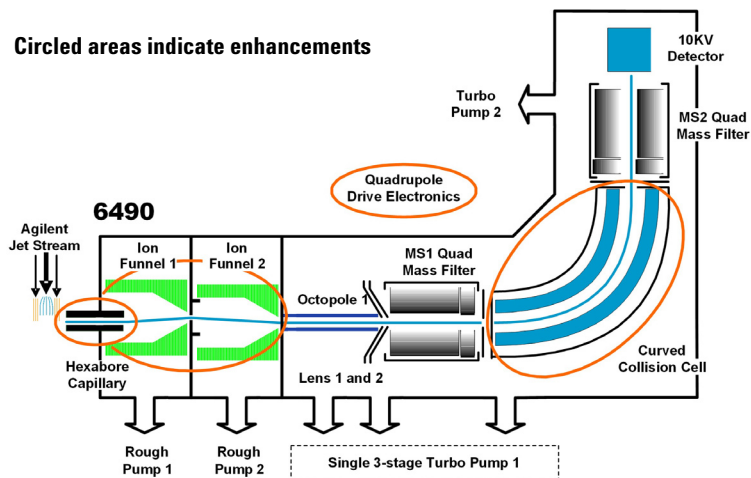 Circled areas indicate enhancements
10KV
Detector
Turbo
Pump 2
MS2 Quad
Mass Filter
Quadrupole
Drive Electronics
6490
Agilent
Jet Stream
Ion
Funnel 1
Ion
Funnel 2
MS1 Quad
Mass Filter
Octopole 1
Hexabore
Capillary
Lens 1 and 2
Curved
Collision Cell
Rough
Pump 1
Rough
Pump 2
Single 3-stage Turbo Pump 1